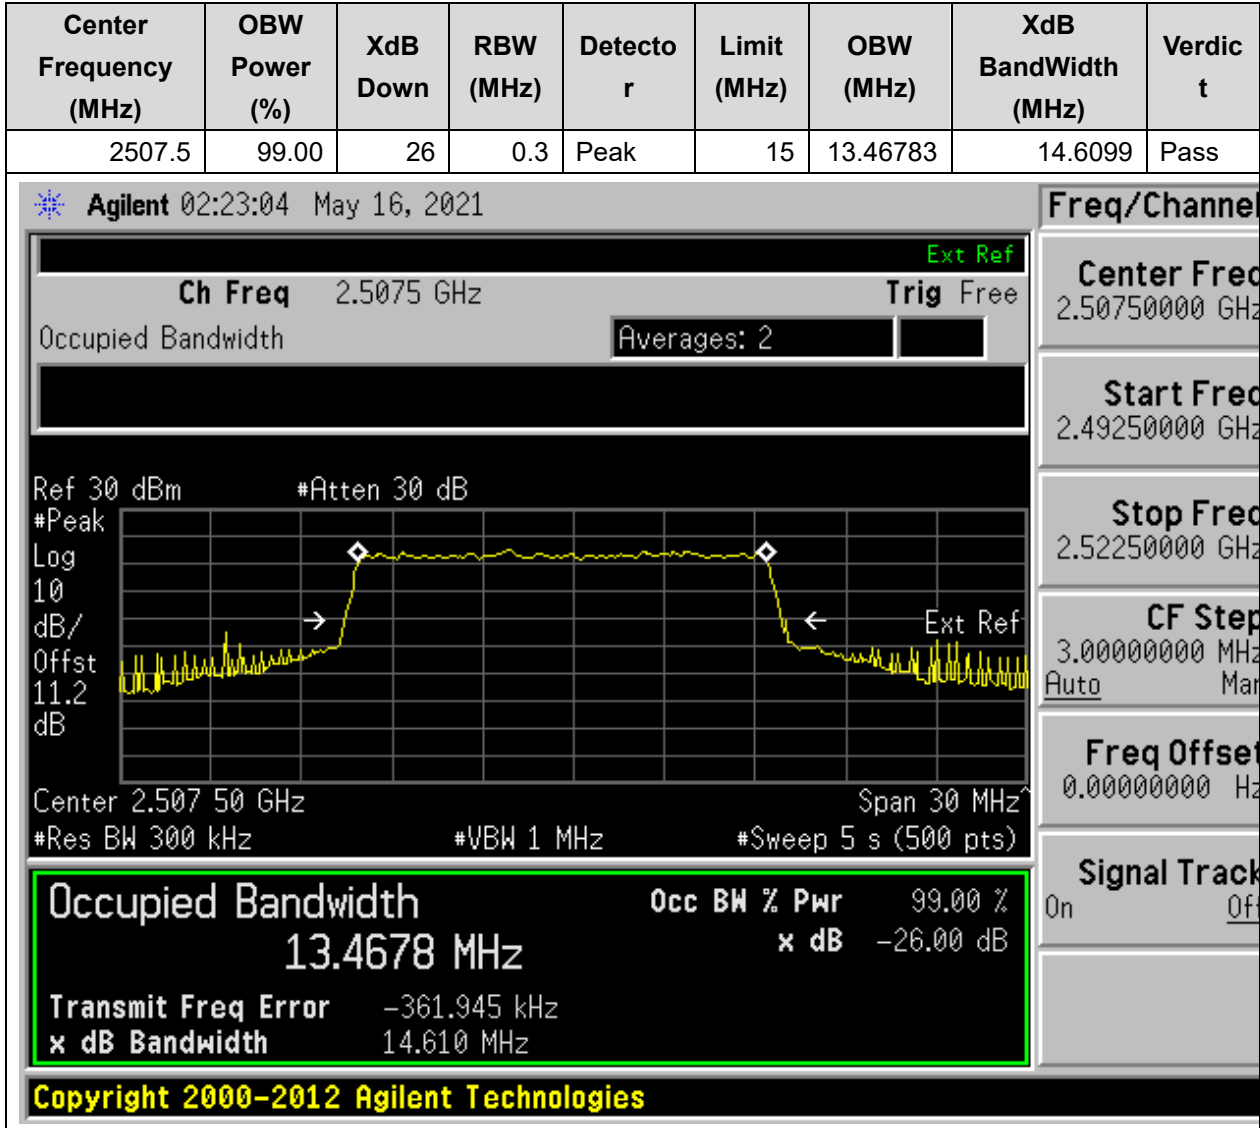 Center Frequency (MHz) OBW Power (%) XdB Down RBW (MHz) Detecto r Limit (MHz) OBW (MHz) XdB BandWidth (MHz) Verdic t
2507.5 99.00 26 0.3 Peak 15 13.46783 14.6099 Pass
Agilent 02:23:04 May 16, 2021
Ext Ref
Ch Freq 2.5075 GHz Trig Free
Occupied Bandwidth Averages: 2
Ref 30 dBm #Atten 30 dB
#Peak
Log
10
dB/
Offst
11.2
dB
Ext Ref
Center 2.507 50 GHz Span 30 MHz^
#Res BW 300 kHz #VBW 1 MHz #Sweep 5 s (500 pts)
Occupied Bandwidth
13.4678 MHz
Occ BW % Pwr 99.00 %
x dB -26.00 dB
Transmit Freq Error -361.945 kHz
x dB Bandwidth 14.610 MHz
Copyright 2000-2012 Agilent Technologies
Freq/Channel
Center Freq
2.50750000 GHz
Start Freq
2.49250000 GHz
Stop Freq
2.52250000 GHz
CF Step
3.00000000 MHz
Auto Man
Freq Offset
0.00000000 Hz
Signal Track
On Off